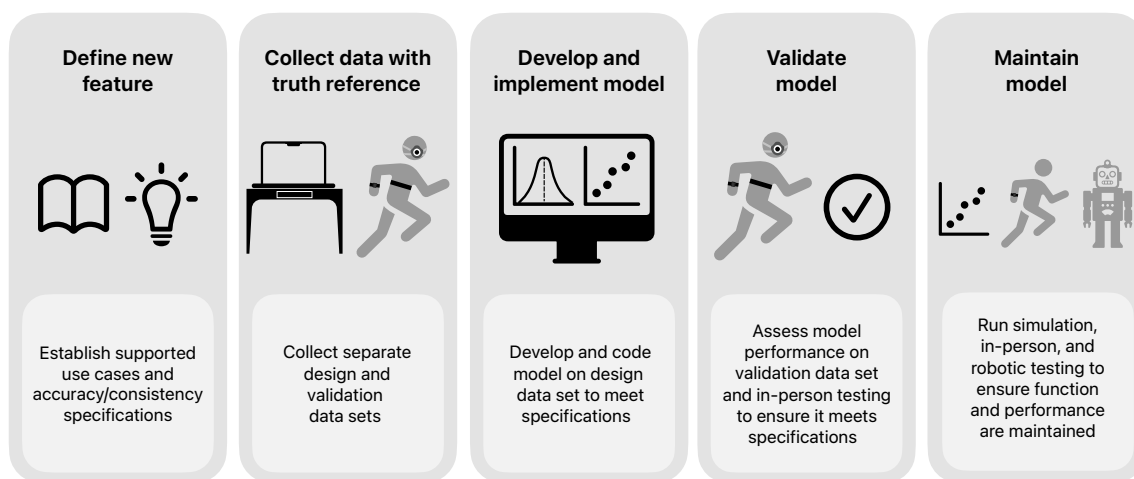 Define new
feature
Establish supported
use cases and
accuracy/consistency
specifications
Collect data with
truth reference
Collect separate
design and
validation
data sets
Develop and
implement model
Develop and code
model on design
data set to meet
specifications
Validate
model
Assess model
performance on
validation data set
and in-person testing
to ensure it meets
specifications
Maintain
model
Run simulation,
in-person, and
robotic testing to
ensure function
and performance
are maintained